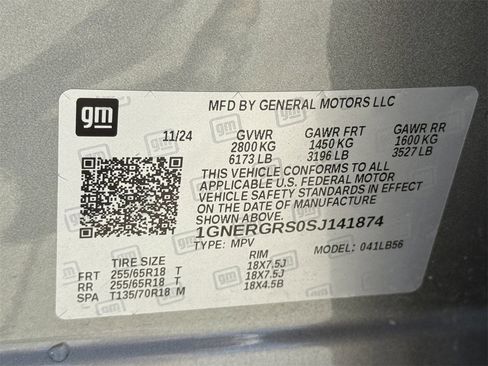 gm
MFD BY GENERAL MOTORS LLC
11/24 GVWR GAWR FRT GAWR RR
2800 KG 1450 KG 1600 KG
6173 LB 3196 LB 3527 LB
THIS VEHICLE CONFORMS TO ALL
APPLICABLE U.S. FEDERAL MOTOR
VEHICLE SAFETY STANDARDS IN EFFECT
ON THE DATE OF MANUFACTURE
SHOWN ABOVE.
1GNERGRS0SJ141874
TYPE: MPV MODEL: 041LB56
TIRE SIZE RIM
FRT 255/65R18 T 18X7.5J
RR 255/65R18 T 18X7.5J
SPA T135/70R18 M 18X4.5B